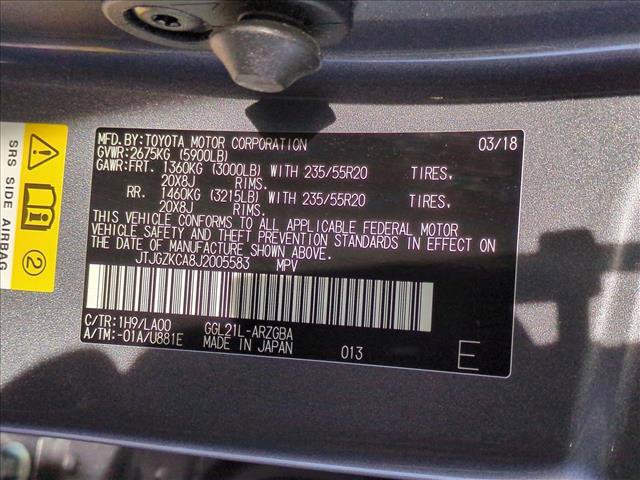 MFD.BY:TOYOTA MOTOR CORPORATION 03/18
GVWR:2675KG (5900LB)
GAWR:FRT. 1360KG (3000LB) WITH 235/55R20 TIRES,
20X8J RIMS.
RR. 1460KG (3215LB) WITH 235/55R20 TIRES,
20X8J RIMS.
THIS VEHICLE CONFORMS TO ALL APPLICABLE FEDERAL MOTOR
VEHICLE SAFETY AND THEFT PREVENTION STANDARDS IN EFFECT ON
THE DATE OF MANUFACTURE SHOWN ABOVE.
JTJGZKCA8J2005583 MPV
C/TR:1H9/LA00 GGL21L-ARZGBA
A/TM:-01A/U881E MADE IN JAPAN 013 E
SRS SIDE AIRBAG
2